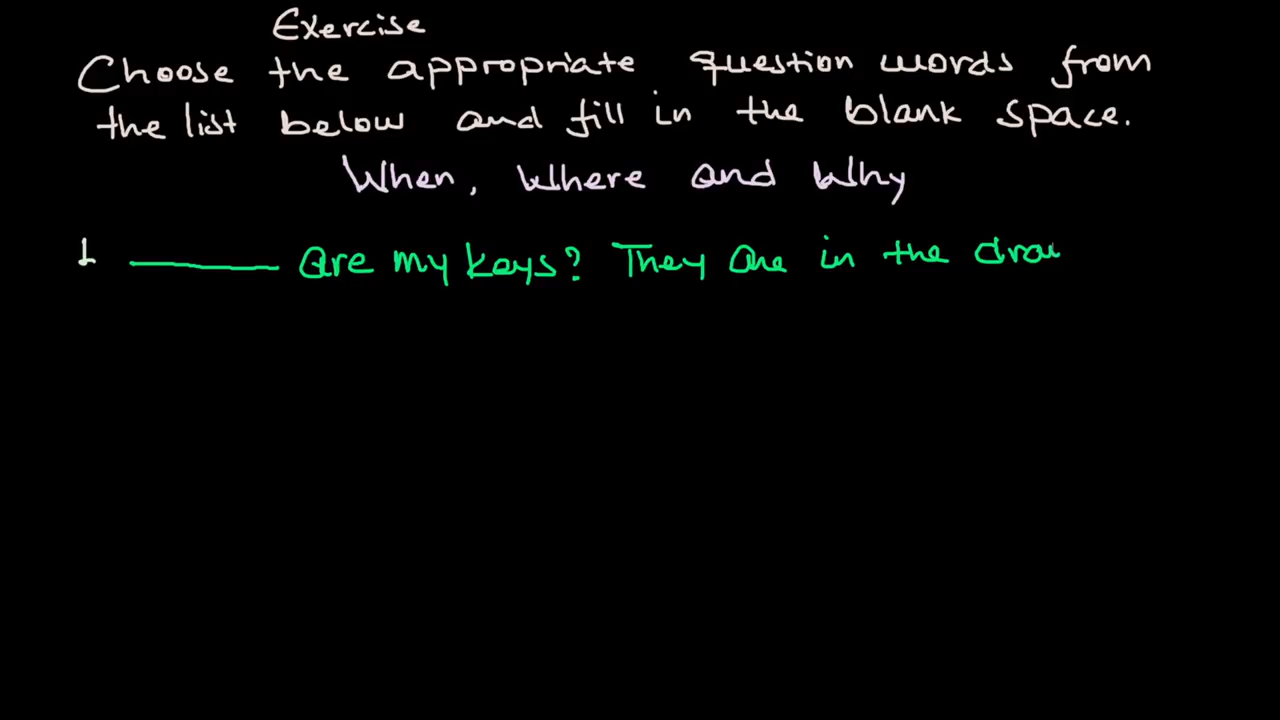 Exercise
Choose the appropriate question words from
the list below and fill in the blank space.
When, Where and Why
1 ______ are my keys? They are in the draw